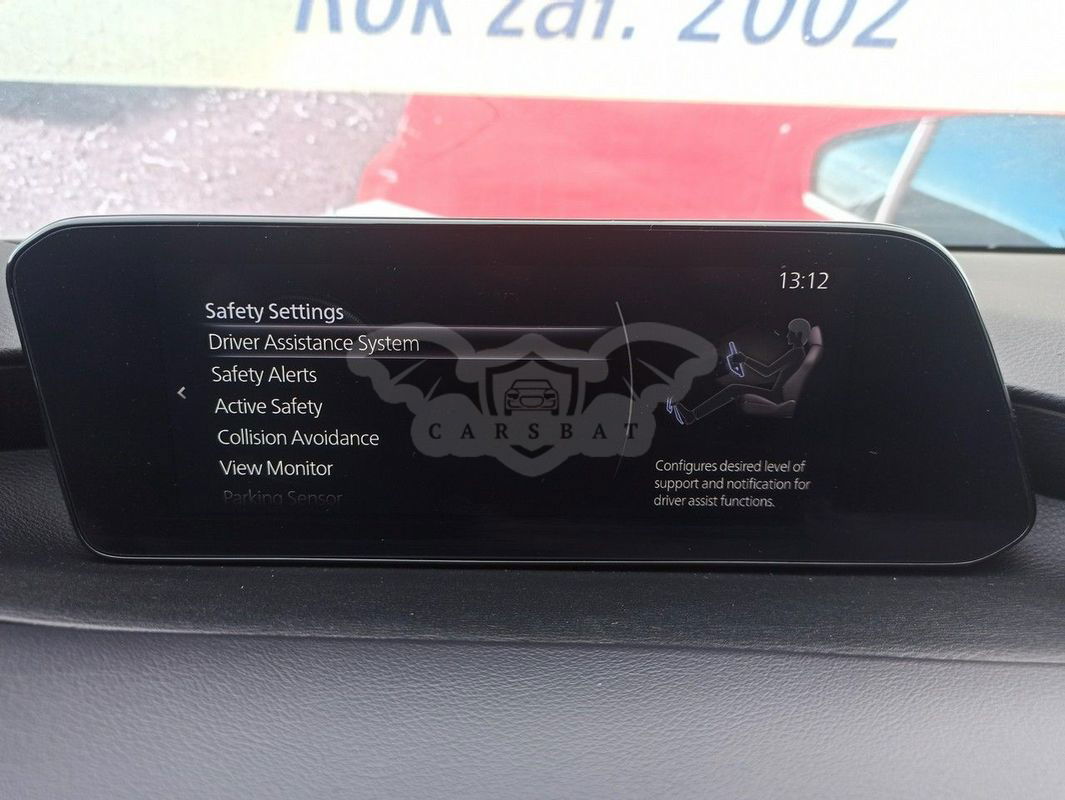 Rok zał. 2002
13:12
Safety Settings
Driver Assistance System
Safety Alerts
Active Safety
Collision Avoidance
View Monitor
Parking Sensor
Configures desired level of
support and notification for
driver assist functions.
CARSBAT